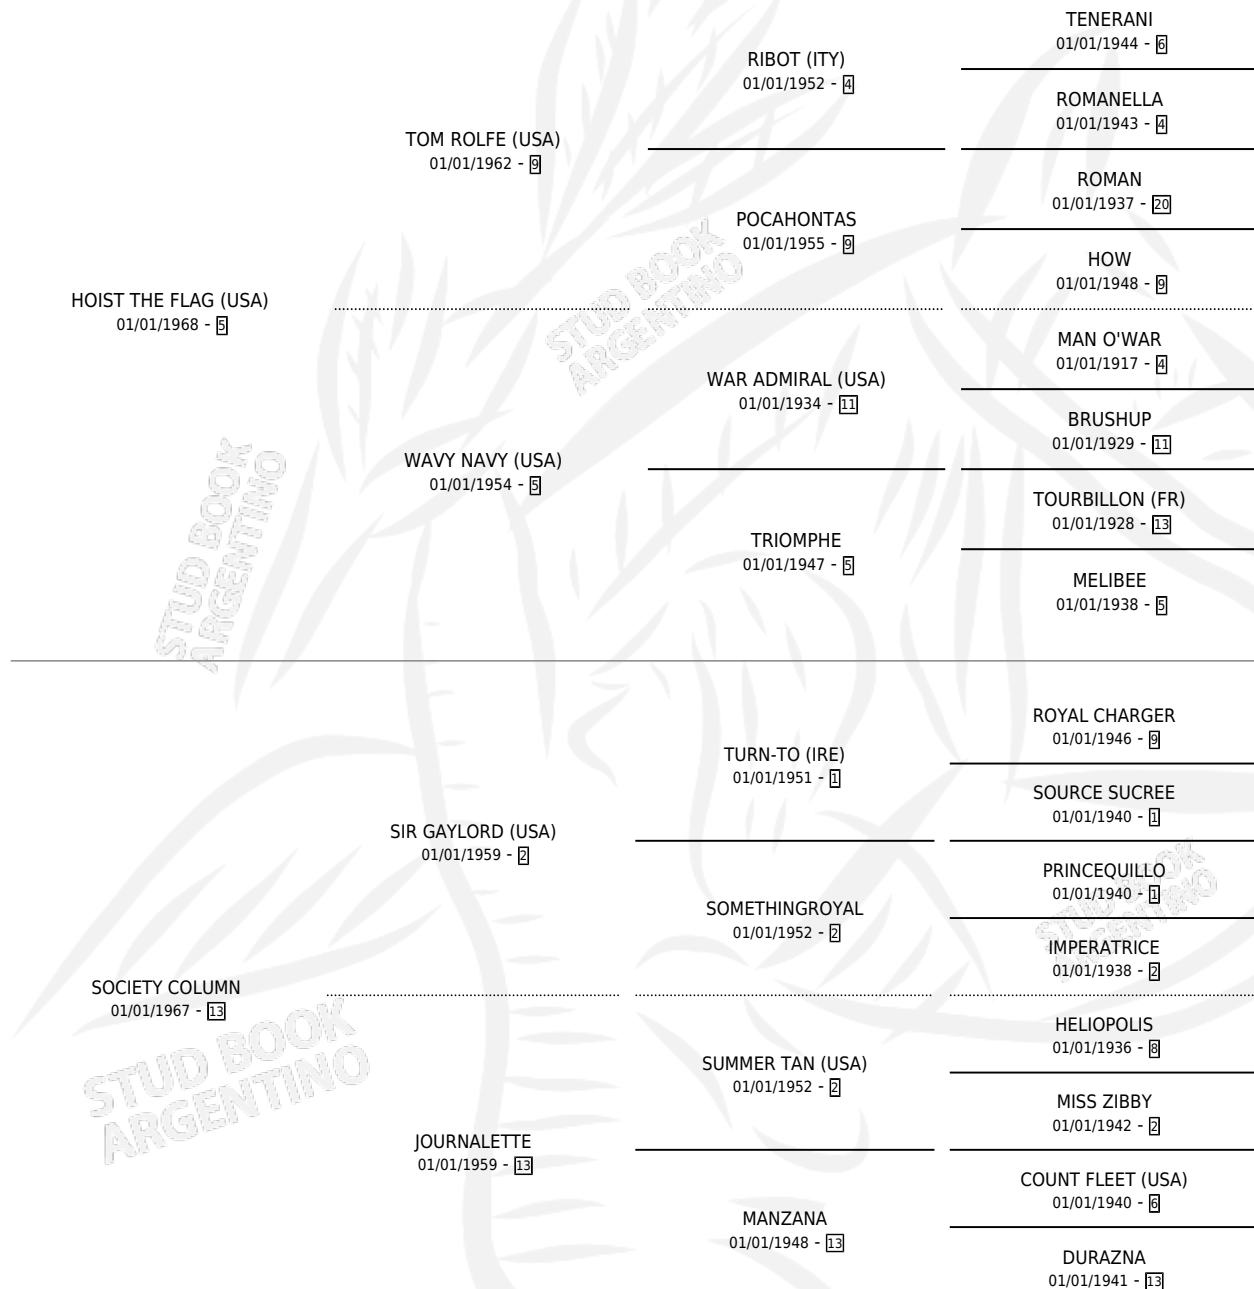 TENERANI
01/01/1944 - 6
RIBOT (ITY)
01/01/1952 - 4
ROMANELLA
01/01/1943 - 4
TOM ROLFE (USA)
01/01/1962 - 9
ROMAN
01/01/1937 - 20
POCAHONTAS
01/01/1955 - 9
HOW
01/01/1948 - 9
HOIST THE FLAG (USA)
01/01/1968 - 5
STUD BOOK
ARGENTINO
MAN O'WAR
01/01/1917 - 4
WAR ADMIRAL (USA)
01/01/1934 - 11
BRUSHUP
01/01/1929 - 11
WAVY NAVY (USA)
01/01/1954 - 5
TOURBILLON (FR)
01/01/1928 - 13
TRIOMPHE
01/01/1947 - 5
MELIBEE
01/01/1938 - 5
STUD BOOK
ARGENTINO
ROYAL CHARGER
01/01/1946 - 9
TURN-TO (IRE)
01/01/1951 - 1
SOURCE SUCREE
01/01/1940 - 1
SIR GAYLORD (USA)
01/01/1959 - 2
PRINCEQUILLO
01/01/1940 - 1
SOMETHINGROYAL
01/01/1952 - 2
IMPERATRICE
01/01/1938 - 2
STUD BOOK
ARGENTINO
SOCIETY COLUMN
01/01/1967 - 13
HELIOPOLIS
01/01/1936 - 8
SUMMER TAN (USA)
01/01/1952 - 2
MISS ZIBBY
01/01/1942 - 2
STUD BOOK
ARGENTINO
JOURNALETTE
01/01/1959 - 13
COUNT FLEET (USA)
01/01/1940 - 6
MANZANA
01/01/1948 - 13
DURAZNA
01/01/1941 - 13